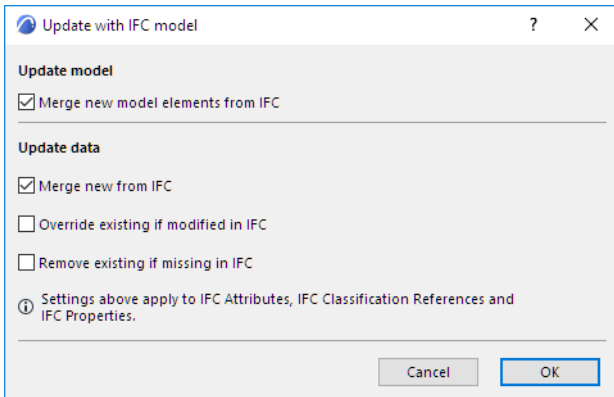 Update with IFC model
?
Update model
Merge new model elements from IFC
Update data
Merge new from IFC
Override existing if modified in IFC
Remove existing if missing in IFC
Settings above apply to IFC Attributes, IFC Classification References and
IFC Properties.
Cancel
OK